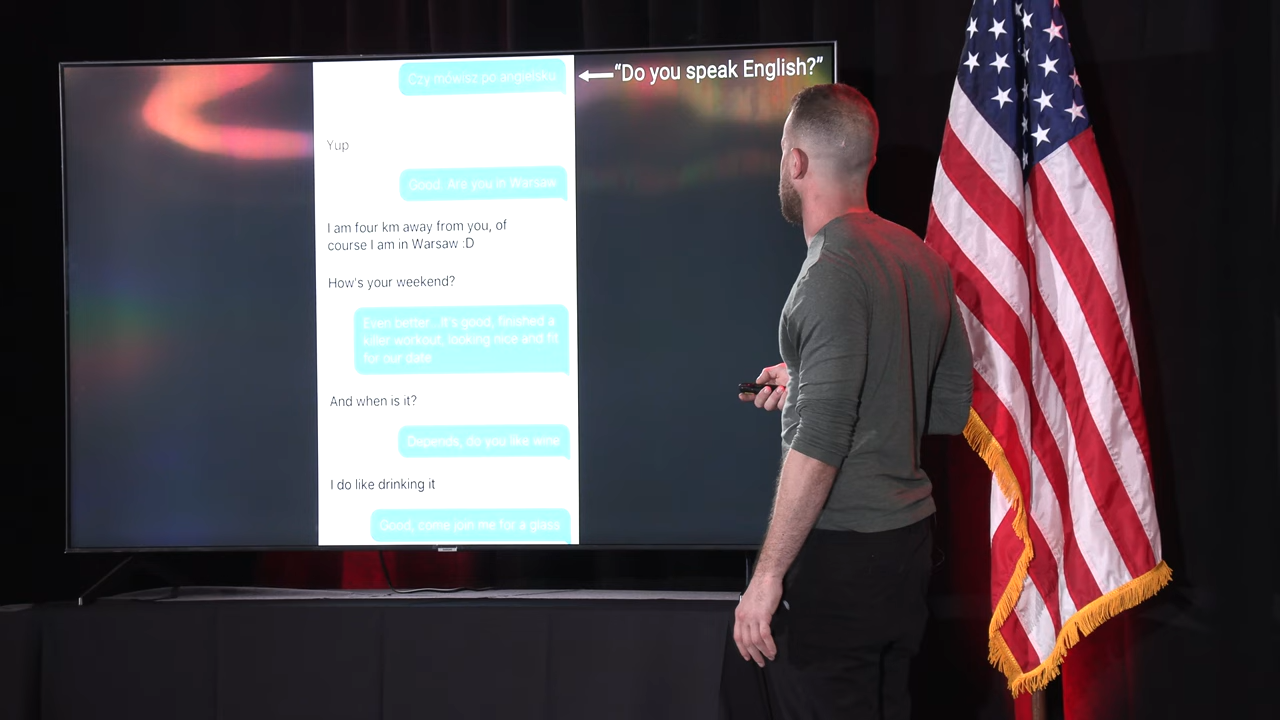 Czy mówisz po angielsku
“Do you speak English?”
Yup
Good. Are you in Warsaw
I am four km away from you, of
course I am in Warsaw :D
How's your weekend?
Even better...it's good, finished a
killer workout, looking nice and fit
for our date
And when is it?
Depends, do you like wine
I do like drinking it
Good, come join me for a glass